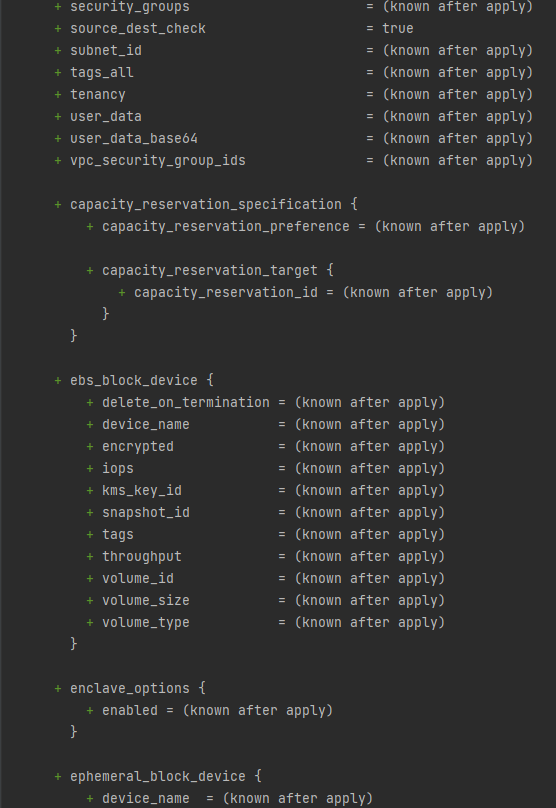 + security_groups = (known after apply)
+ source_dest_check = true
+ subnet_id = (known after apply)
+ tags_all = (known after apply)
+ tenancy = (known after apply)
+ user_data = (known after apply)
+ user_data_base64 = (known after apply)
+ vpc_security_group_ids = (known after apply)
+ capacity_reservation_specification {
+ capacity_reservation_preference = (known after apply)
+ capacity_reservation_target {
+ capacity_reservation_id = (known after apply)
}
}
+ ebs_block_device {
+ delete_on_termination = (known after apply)
+ device_name = (known after apply)
+ encrypted = (known after apply)
+ iops = (known after apply)
+ kms_key_id = (known after apply)
+ snapshot_id = (known after apply)
+ tags = (known after apply)
+ throughput = (known after apply)
+ volume_id = (known after apply)
+ volume_size = (known after apply)
+ volume_type = (known after apply)
}
+ enclave_options {
+ enabled = (known after apply)
}
+ ephemeral_block_device {
+ device_name = (known after apply)